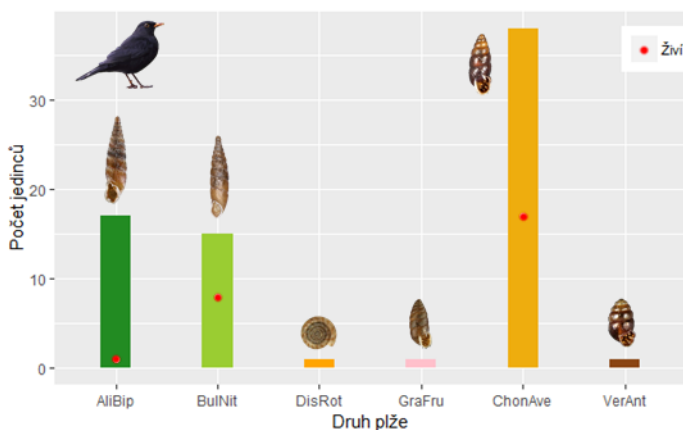 Živí
30
20
10
0
Počet jedinců
AliBip BulNit DisRot GraFru ChonAve VerAnt
Druh plže